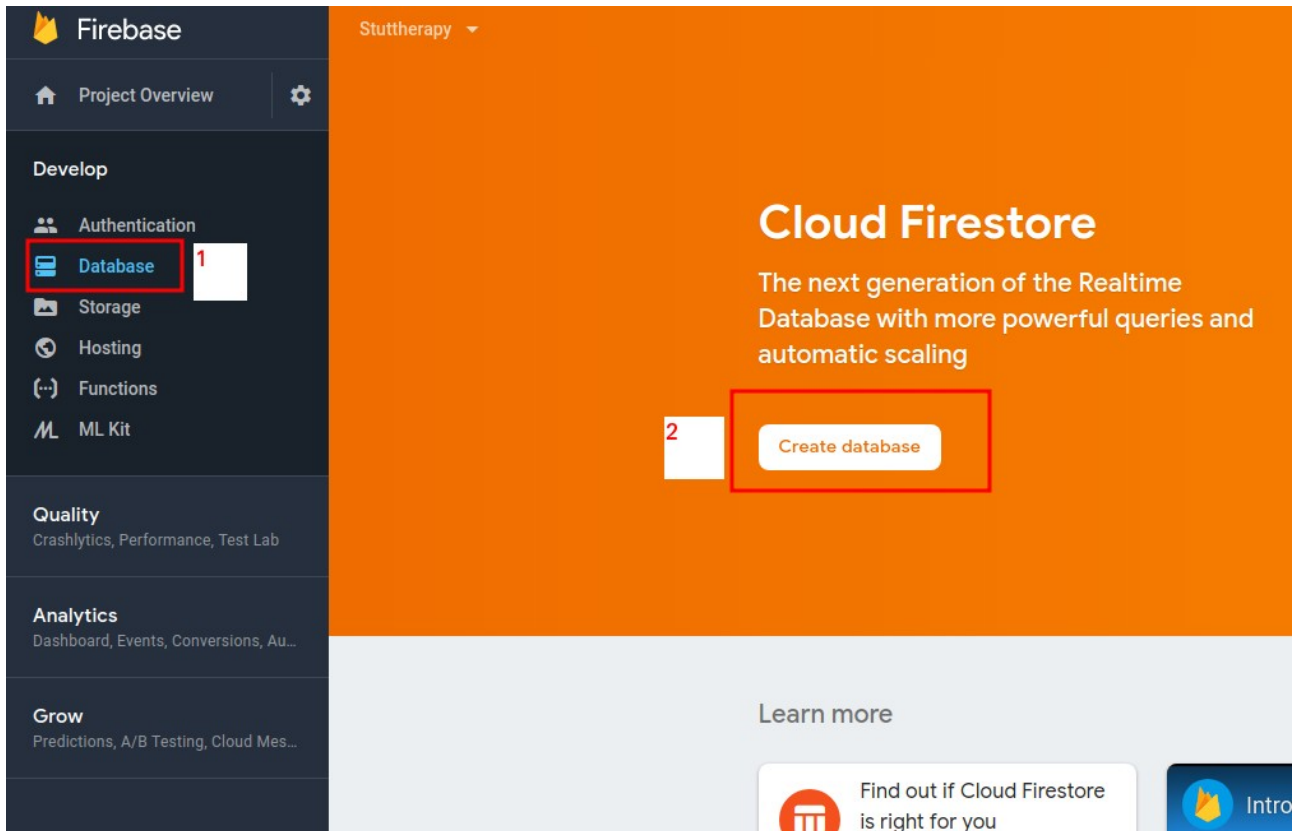 Firebase
Stuttherapy
Project Overview
Develop
Authentication
Database
1
Storage
Hosting
Functions
ML Kit
Quality
Crashlytics, Performance, Test Lab
Analytics
Dashboard, Events, Conversions, Au...
Grow
Predictions, A/B Testing, Cloud Mes...
Cloud Firestore
The next generation of the Realtime
Database with more powerful queries and
automatic scaling
2
Create database
Learn more
Find out if Cloud Firestore
is right for you
Intro